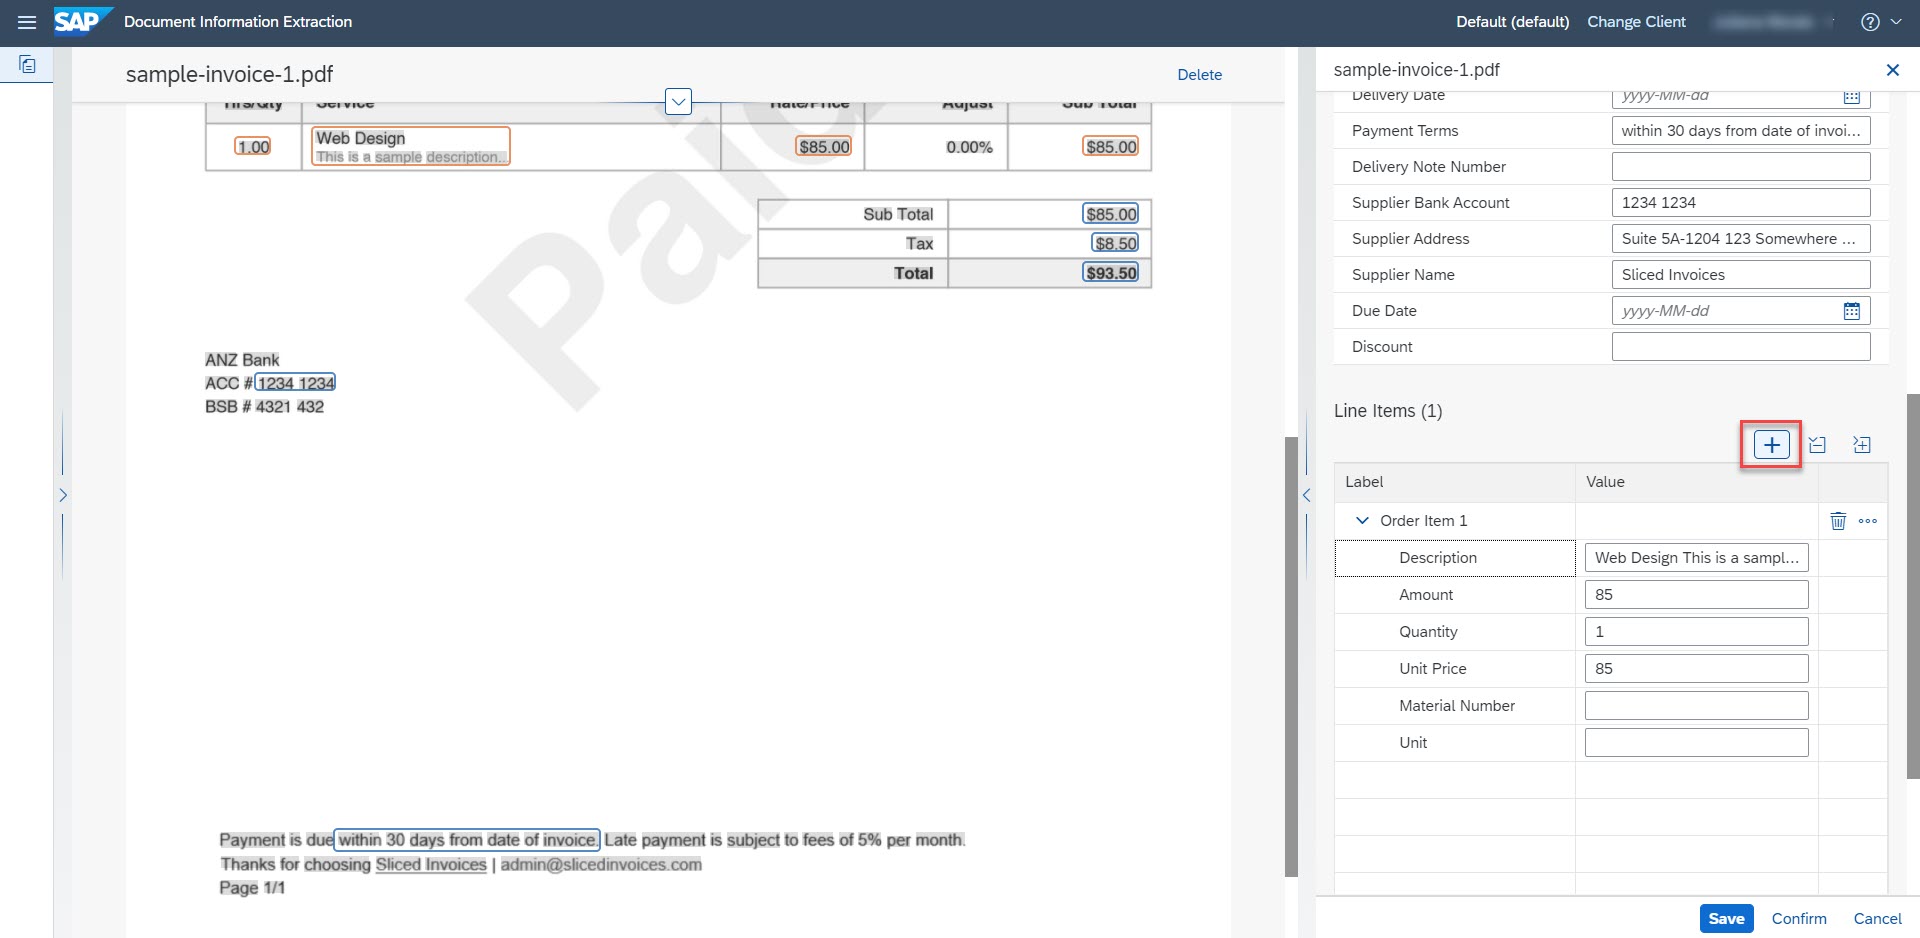 SAP Document Information Extraction
Default (default) Change Client
sample-invoice-1.pdf
Delete
Hrs/Qty Service Rate/Price Adjust Sub Total
1.00 Web Design $85.00 0.00% $85.00
This is a sample description...
Sub Total $85.00
Tax $8.50
Total $93.50
Paid
ANZ Bank
ACC # 1234 1234
BSB # 4321 432
Payment is due within 30 days from date of invoice. Late payment is subject to fees of 5% per month.
Thanks for choosing Sliced Invoices | admin@slicedinvoices.com
Page 1/1
sample-invoice-1.pdf
Delivery Date yyyy-MM-dd
Payment Terms within 30 days from date of invoi...
Delivery Note Number
Supplier Bank Account 1234 1234
Supplier Address Suite 5A-1204 123 Somewhere ...
Supplier Name Sliced Invoices
Due Date yyyy-MM-dd
Discount
Line Items (1)
Label Value
Order Item 1
Description Web Design This is a sampl...
Amount 85
Quantity 1
Unit Price 85
Material Number
Unit
Save Confirm Cancel